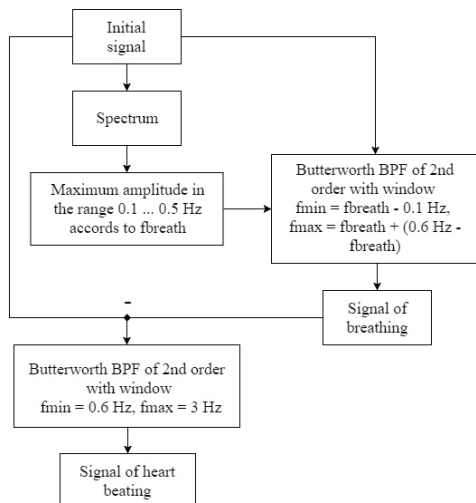 Initial
signal
Spectrum
Maximum amplitude in
the range 0.1 ... 0.5 Hz
accords to fbreath
Butterworth BPF of 2nd
order with window
fmin = fbreath - 0.1 Hz,
fmax = fbreath + (0.6 Hz -
fbreath)
Signal of
breathing
-
Butterworth BPF of 2nd order
with window
fmin = 0.6 Hz, fmax = 3 Hz
Signal of heart
beating